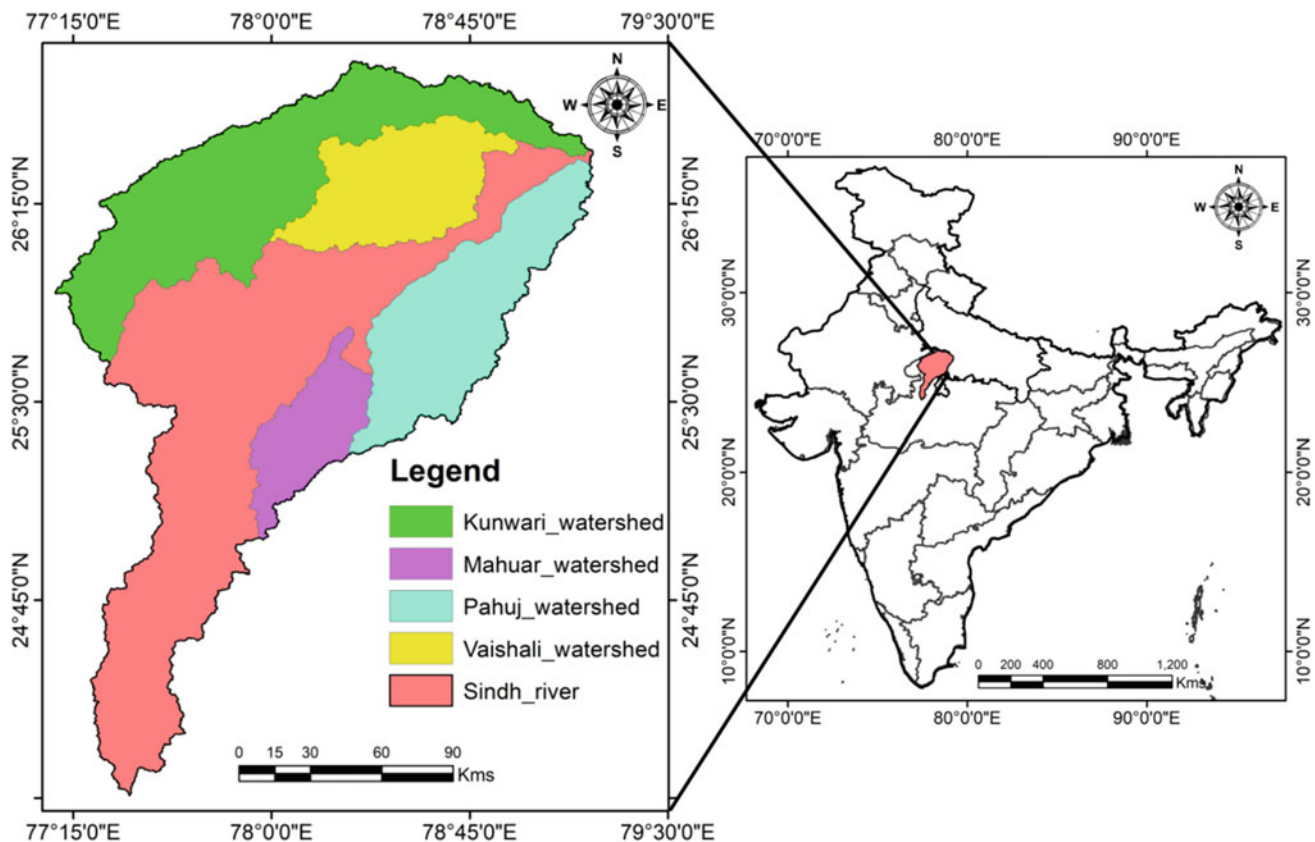 77°15'0"E 78°0'0"E 78°45'0"E 79°30'0"E
N
W E
S
26°15'0"N
25°30'0"N
24°45'0"N
26°15'0"N
25°30'0"N
24°45'0"N
Legend
Kunwari_watershed
Mahuar_watershed
Pahuj_watershed
Vaishali_watershed
Sindh_river
0 15 30 60 90
Kms
77°15'0"E 78°0'0"E 78°45'0"E 79°30'0"E
70°0'0"E 80°0'0"E 90°0'0"E
N
W E
S
30°0'0"N
20°0'0"N
10°0'0"N
30°0'0"N
20°0'0"N
10°0'0"N
0 200 400 800 1,200
Kms
70°0'0"E 80°0'0"E 90°0'0"E